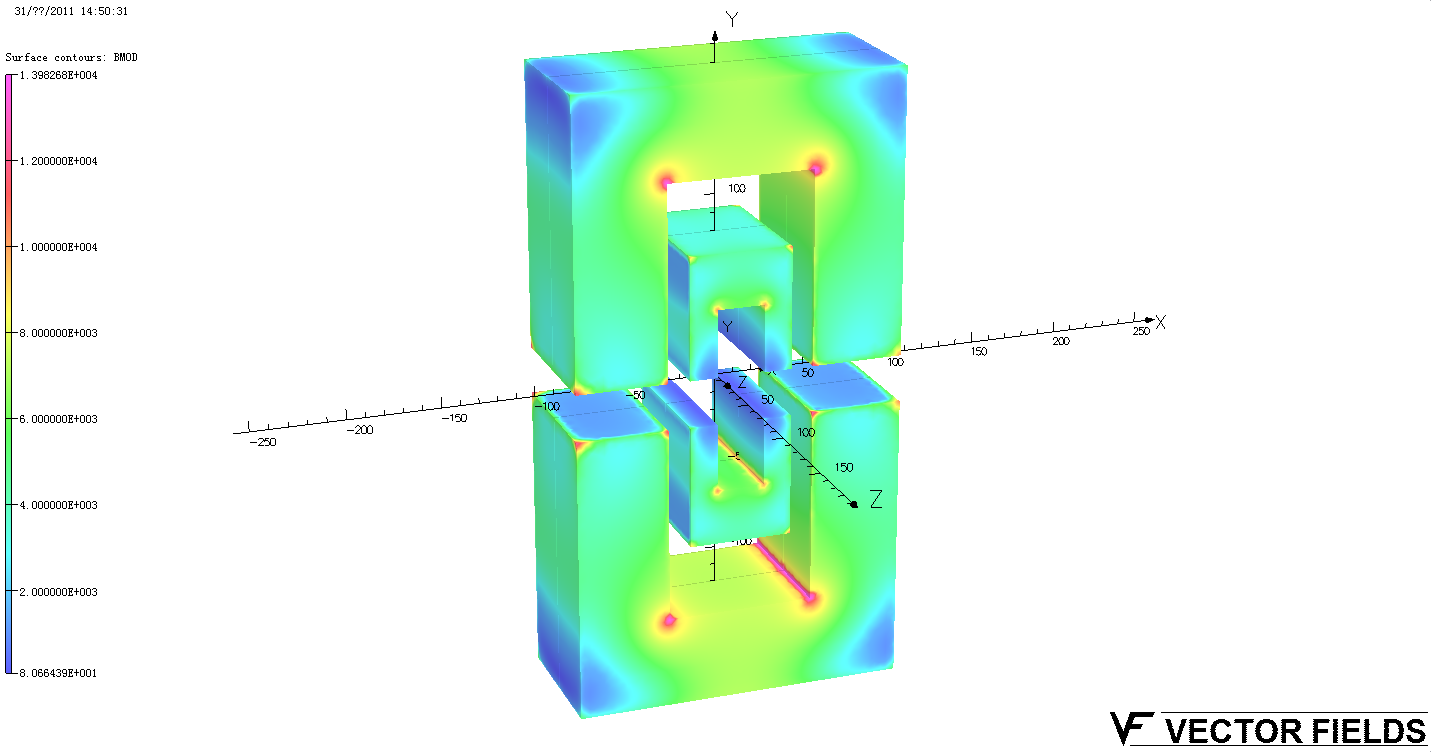 31/??/2011 14:50:31
Surface contours: BMOD
1.398268E+004
1.200000E+004
1.000000E+004
8.000000E+003
6.000000E+003
4.000000E+003
2.000000E+003
8.066439E+001
Y
100
Y
Z
X
250
200
150
100
50
-50
-100
-150
-200
-250
50
100
150
Z
-100
VECTOR FIELDS